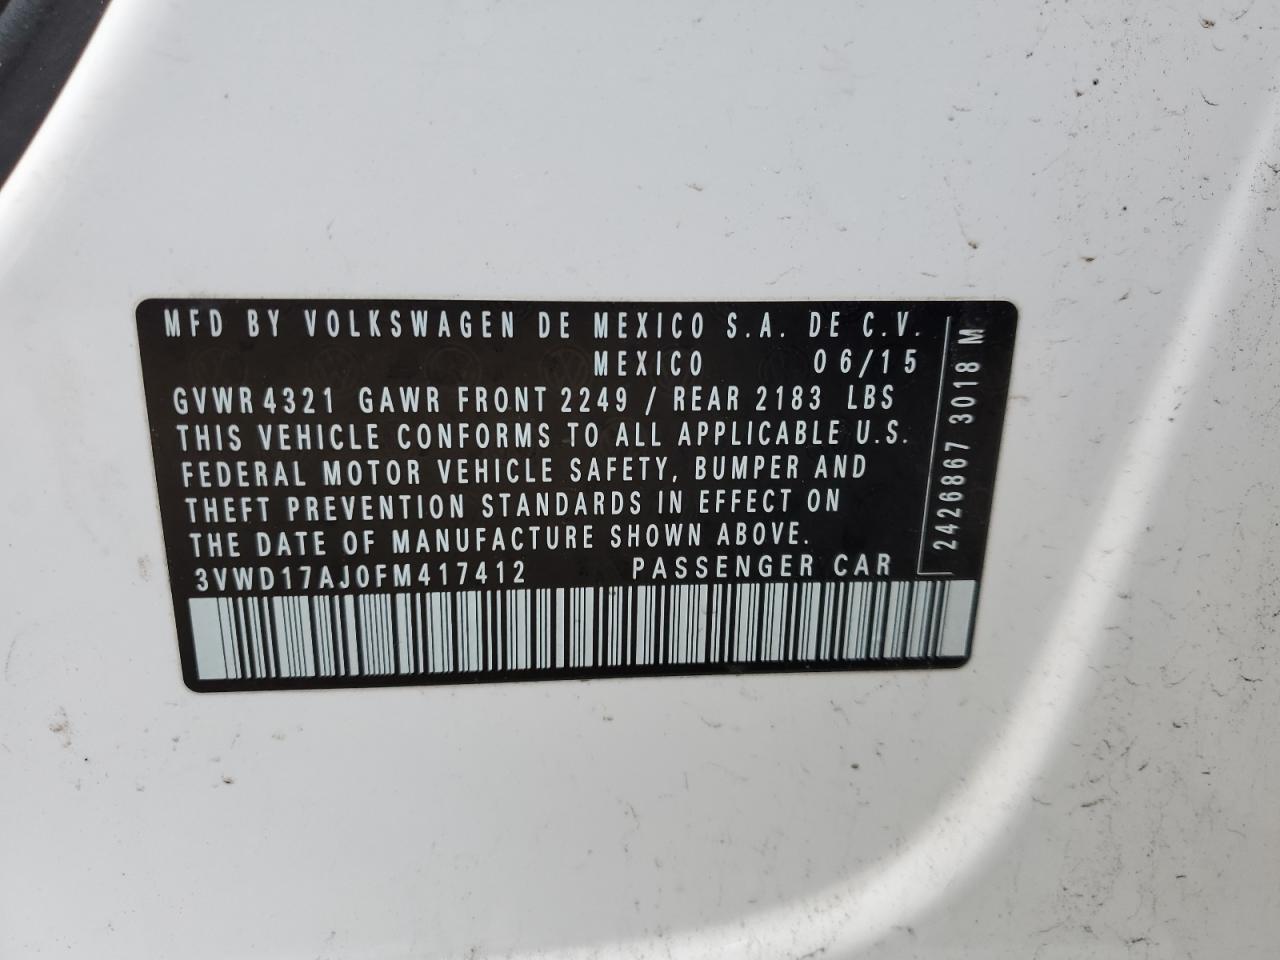 MFD BY VOLKSWAGEN DE MEXICO S.A. DE C.V.
MEXICO 06/15
GVWR 4321 GAWR FRONT 2249 / REAR 2183 LBS
THIS VEHICLE CONFORMS TO ALL APPLICABLE U.S.
FEDERAL MOTOR VEHICLE SAFETY, BUMPER AND
THEFT PREVENTION STANDARDS IN EFFECT ON
THE DATE OF MANUFACTURE SHOWN ABOVE.
3VWD17AJ0FM417412 PASSENGER CAR
2426867 3018 M